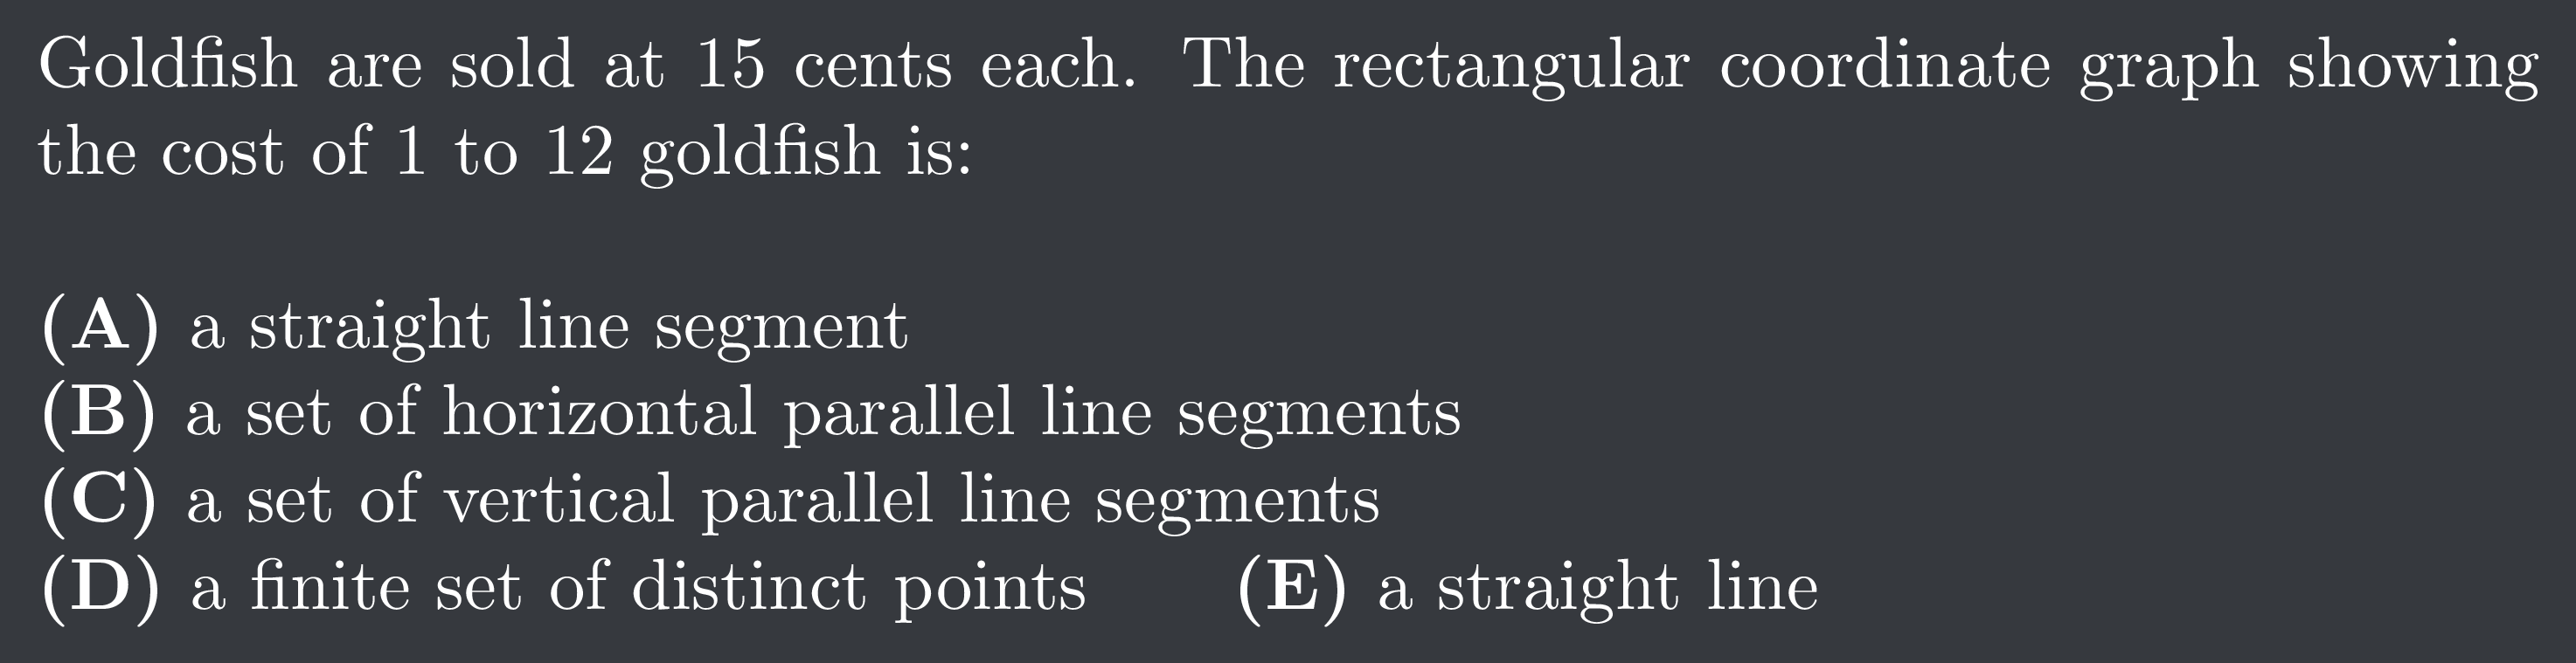 Goldfish are sold at 15 cents each. The rectangular coordinate graph showing
the cost of 1 to 12 goldfish is:
(A) a straight line segment
(B) a set of horizontal parallel line segments
(C) a set of vertical parallel line segments
(D) a finite set of distinct points (E) a straight line